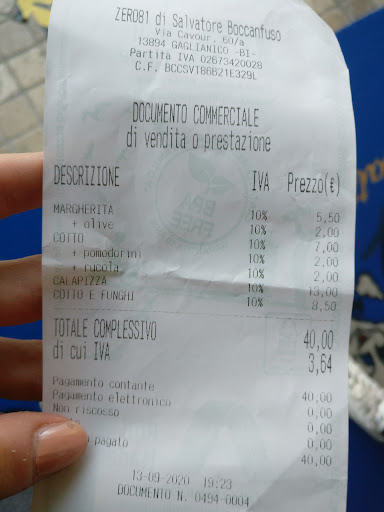 ZERO81 di Salvatore Boccanfuso
Via Cavour, 60/a
13894 GAGLIANICO -BI-
Partita IVA 02673420028
C.F. BCCSVT86B21E329L
DOCUMENTO COMMERCIALE
di vendita o prestazione
DESCRIZIONE IVA Prezzo(€)
MARGHERITA 10% 5,50
+ olive 10% 2,00
COTTO 10% 7,00
+ pomodorini 10% 2,00
+ rucola 10% 2,00
CALAPIZZA 10% 13,00
COTTO E FUNGHI 10% 8,50
TOTALE COMPLESSIVO 40,00
di cui IVA 3,64
Pagamento contante 40,00
Pagamento elettronico 0,00
Non riscosso 0,00
0,00
pagato 40,00
13-09-2020 19:23
DOCUMENTO N. 0494-0004